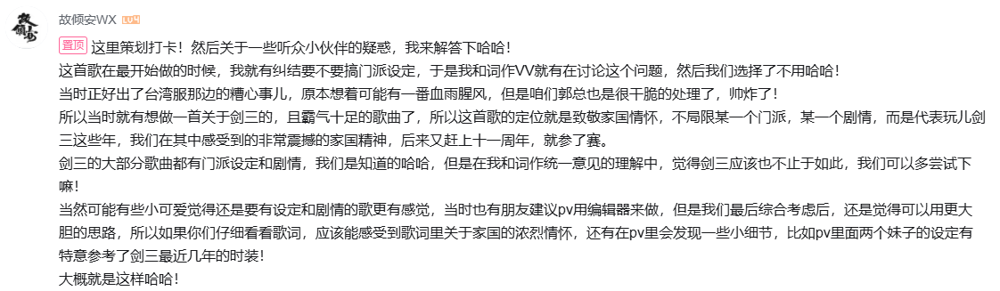 故倾安WX LV4
置顶 这里策划打卡！然后关于一些听众小伙伴的疑惑，我来解答下哈哈！
这首歌在最开始做的时候，我就有纠结要不要搞门派设定，于是我和词作VV就有在讨论这个问题，然后我们选择了不用哈哈！
当时正好出了台湾服那边的糟心事儿，原本想着可能有一番血雨腥风，但是咱们郭总也是很干脆的处理了，帅炸了！
所以当时就有想做一首关于剑三的，且霸气十足的歌曲了，所以这首歌的定位就是致敬家国情怀，不局限某一个门派，某一个剧情，而是代表玩儿剑
三这些年，我们在其中感受到的非常震撼的家国精神，后来又赶上十一周年，就参了赛。
剑三的大部分歌曲都有门派设定和剧情，我们是知道的哈哈，但是在我和词作统一意见的理解中，觉得剑三应该也不止于如此，我们可以多尝试下
嘛！
当然可能有些小可爱觉得还是要有设定和剧情的歌更有感觉，当时也有朋友建议pv用编辑器来做，但是我们最后综合考虑后，还是觉得可以用更大
胆的思路，所以如果你们仔细看看歌词，应该能感受到歌词里关于家国的浓烈情怀，还有在pv里会发现一些小细节，比如pv里面两个妹子的设定有
特意参考了剑三最近几年的时装！
大概就是这样哈哈！